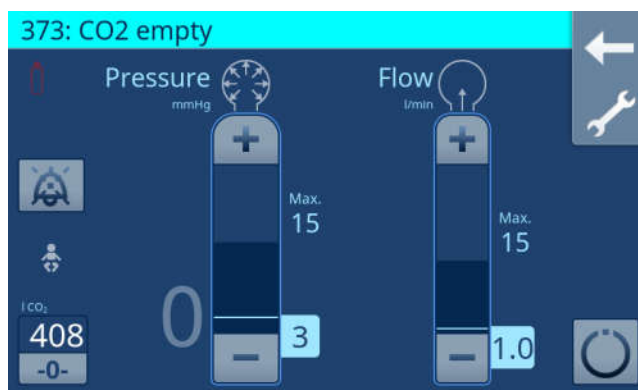 373: CO2 empty
Pressure
mmHg
Flow
l/min
Max.
15
Max.
15
0
3
1.0
l CO₂
408
-0-